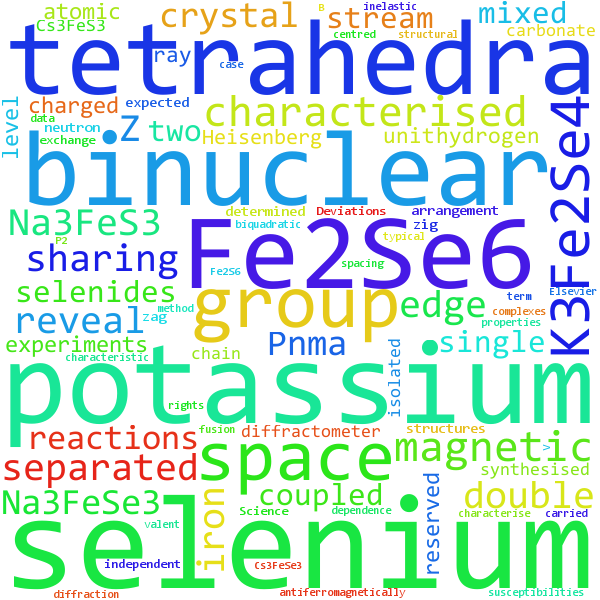 atomic
crystal
stream
inelastic
B
mixed
Cs3FeS3
centred
structural
carbonate
tetrahedra
ray
case
level
charged
expected
Z
two
characterised
data
neutron
exchange
Heisenberg
unithydrogen
binuclear
K3Fe2Se4
Na3FeS3
determined
Deviations
arrangement
biquadratic
zig
typical
P2
sharing
Fe2Se6
spacing
Fe2S6
selenides
group
edge
term
Elsevier
reveal
zag
method
complexes
properties
experiments
Pnma
single
characteristic
chain
isolated
potassium
rights
fusion
diffractometer
structures
reactions
magnetic
separated
space
synthesised
Na3FeSe3
iron
coupled
reserved
double
Science
dependence
characterise
carried
valent
selenium
independent
Cs3FeSe3
diffraction
antiferromagnetically
susceptibilities